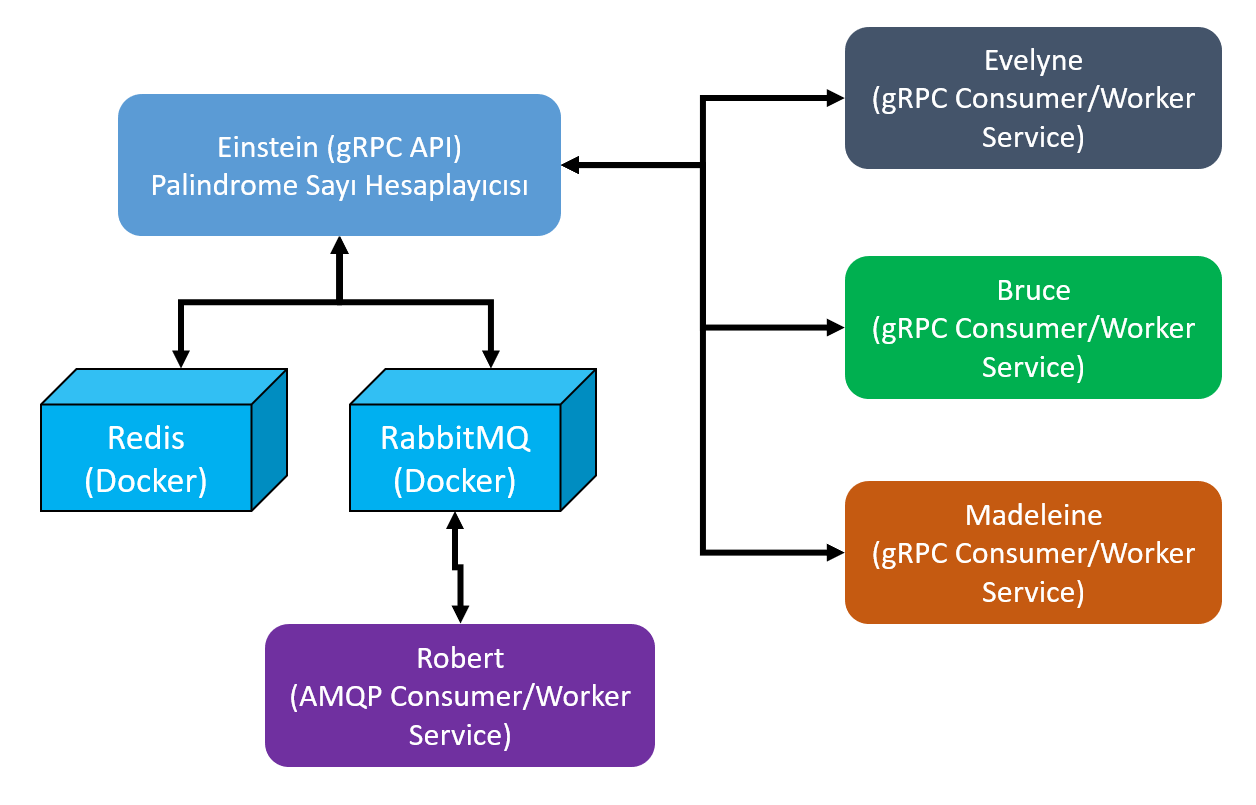 Einstein (gRPC API)
Palindrome Sayı Hesaplayıcısı
Evelyne
(gRPC Consumer/Worker
Service)
Bruce
(gRPC Consumer/Worker
Service)
Redis
(Docker)
RabbitMQ
(Docker)
Madeleine
(gRPC Consumer/Worker
Service)
Robert
(AMQP Consumer/Worker
Service)